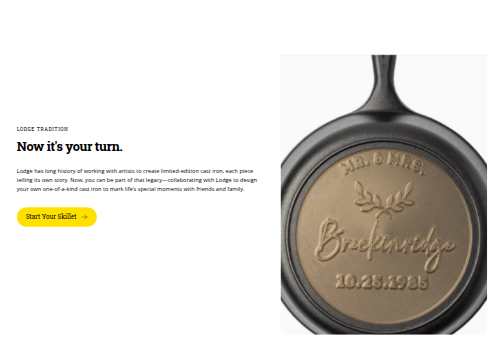 LODGE TRADITION
Now it's your turn.
Lodge has long history of working with artists to create limited-edition cast iron, each piece
telling its own story. Now, you can be part of that legacy—collaborating with Lodge to design
your own one-of-a-kind cast iron to mark life's special moments with friends and family.
Start Your Skillet →
Mr. & Mrs.
Breckinridge
10.25.1985